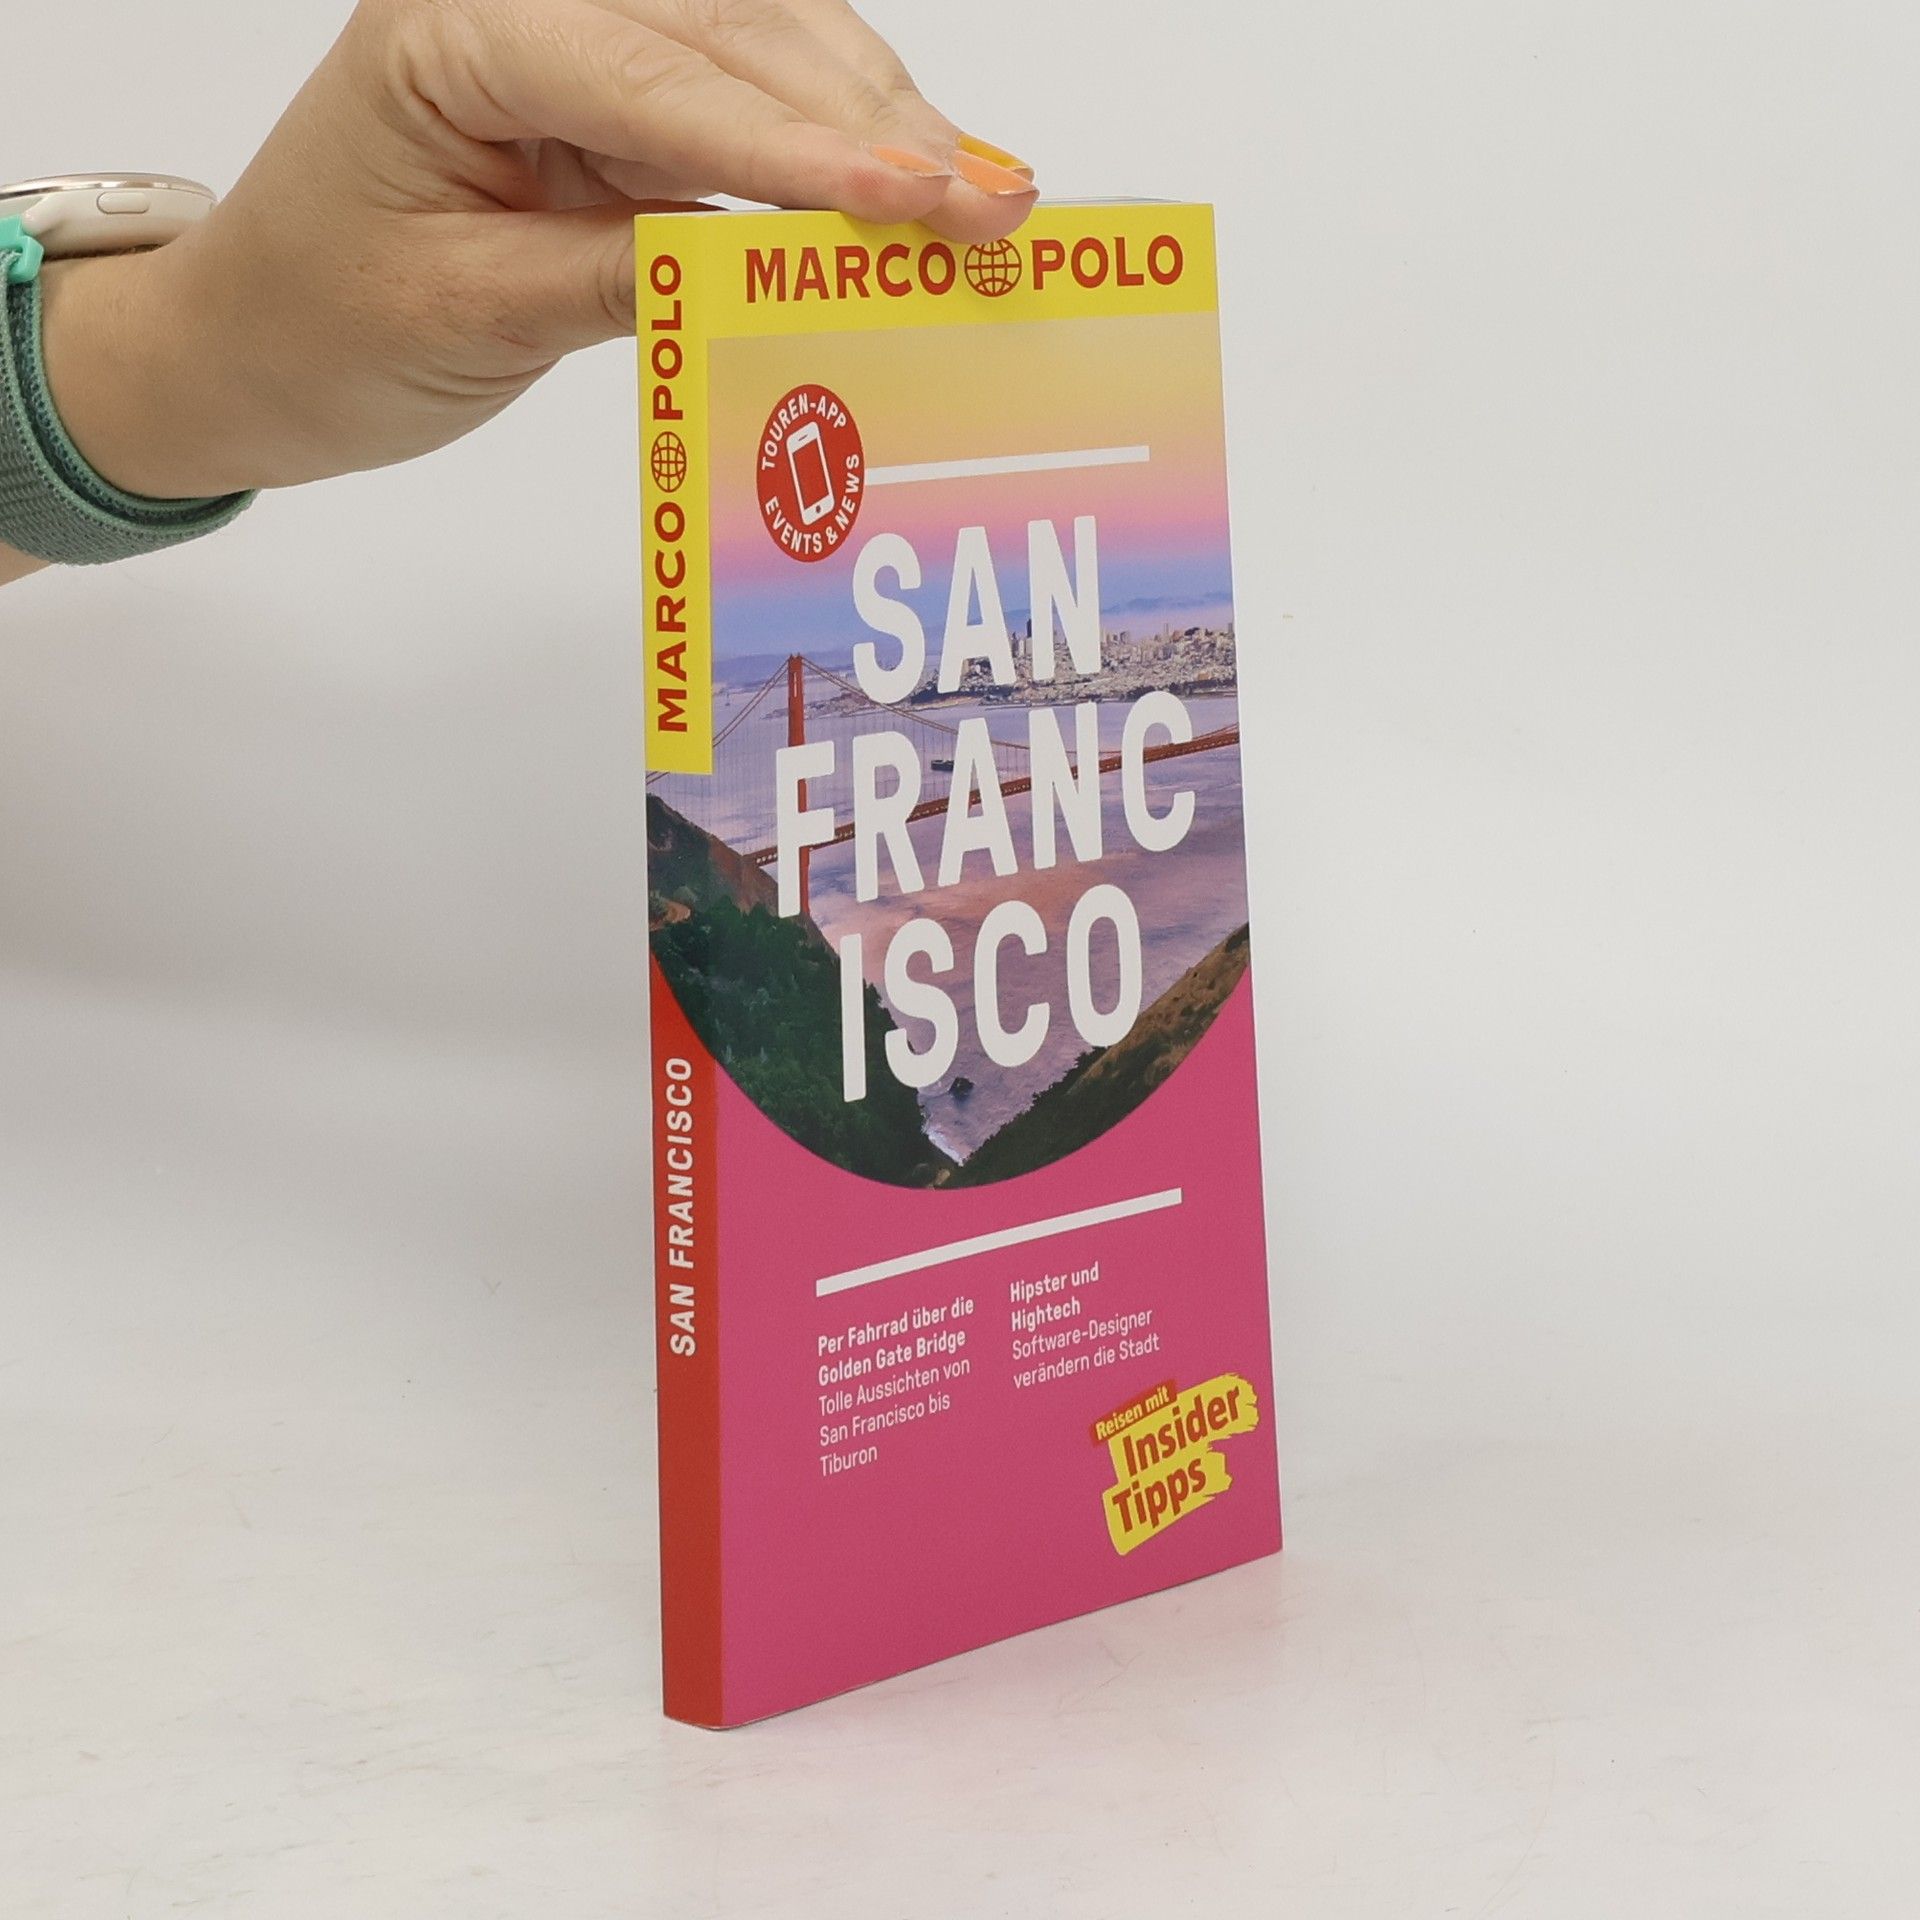 MARCO POLO
SAN FRANCISCO
MARCO POLO
TOUREN-APP
EVENTS & NEWS
SAN
FRANC
ISCO
Per Fahrrad über die
Golden Gate Bridge
Tolle Aussichten von
San Francisco bis
Tiburon
Hipster und
Hightech
Software-Designer
verändern die Stadt
Reisen mit
Insider
Tipps